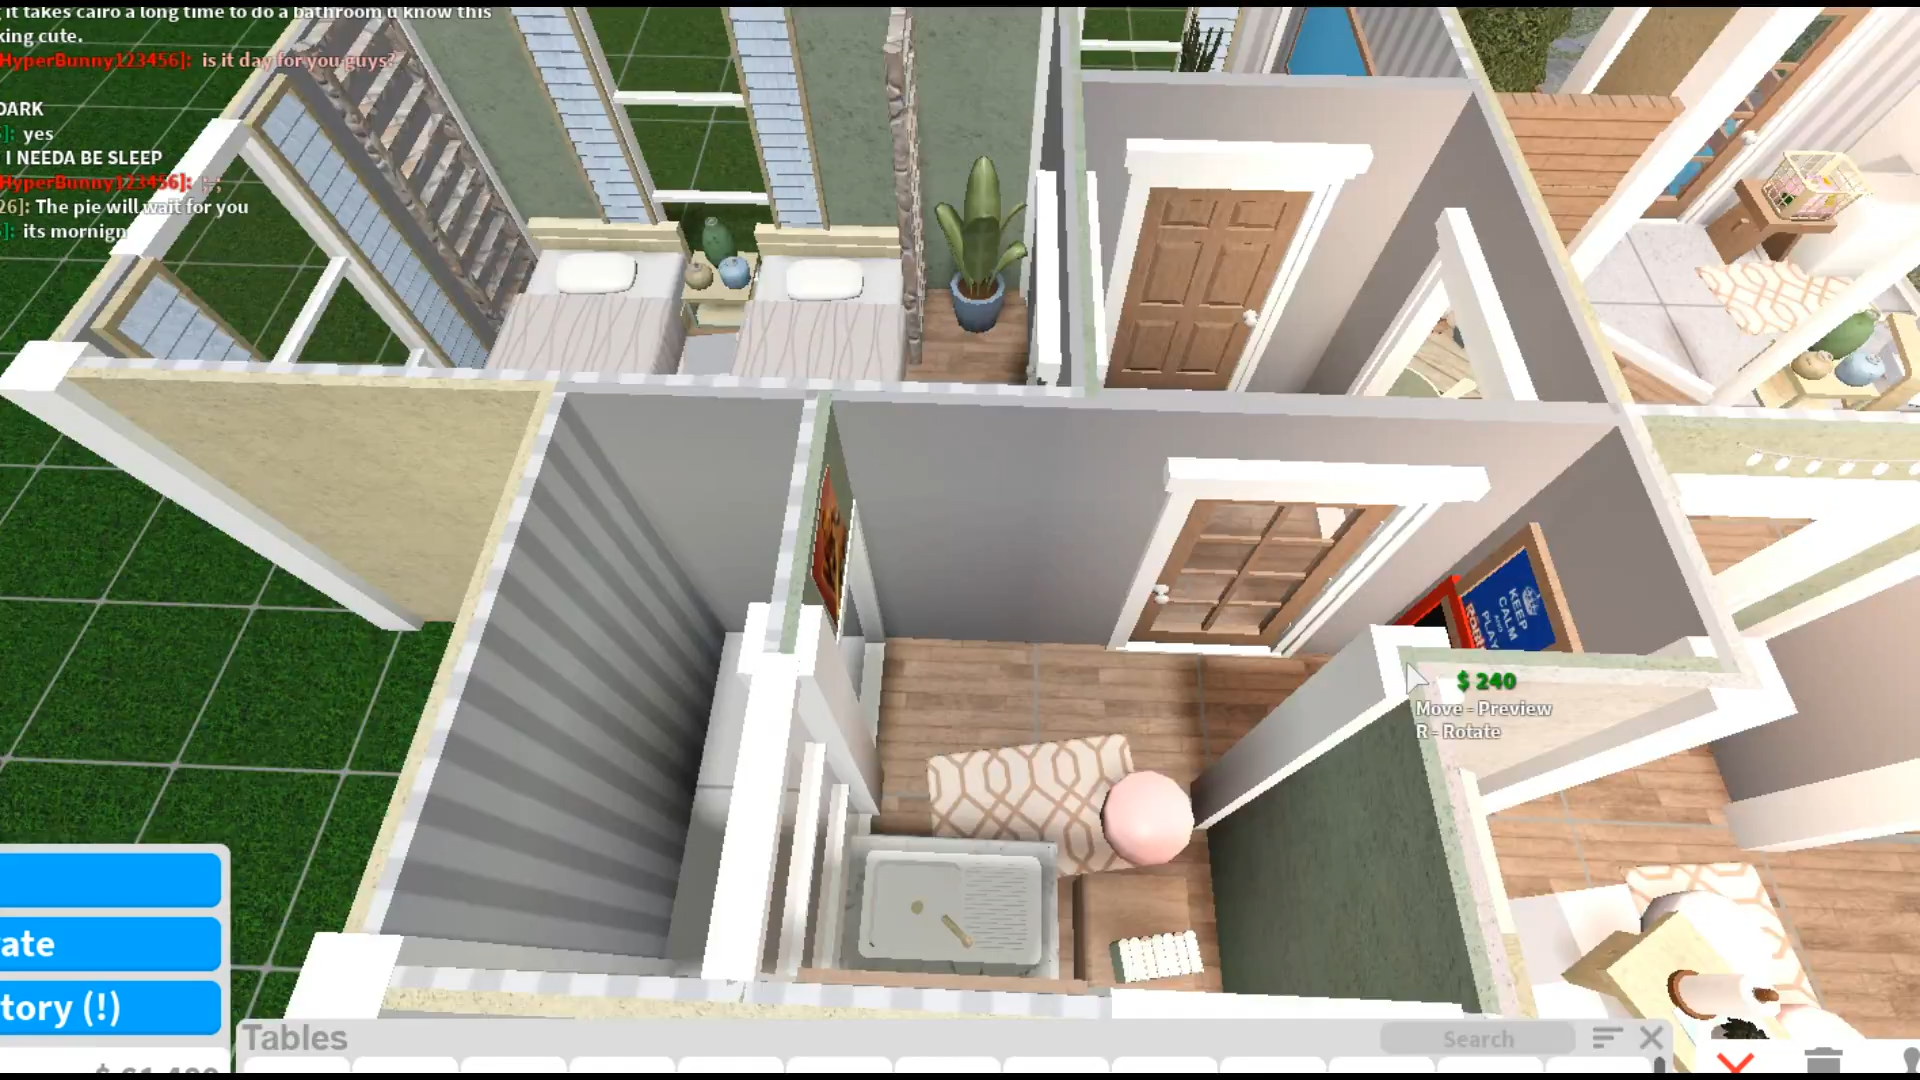 it takes cairo a long time to do a bathroom u know this
king cute.
HyperBunny123456]: is it day for you guys?
DARK
]: yes
I NEEDA BE SLEEP
HyperBunny123456]: ;-;
26]: The pie will wait for you
]: its mornign
KEEP
CALM
AND
PLAY
$ 240
Move - Preview
R - Rotate
ate
tory (!)
Tables
Search